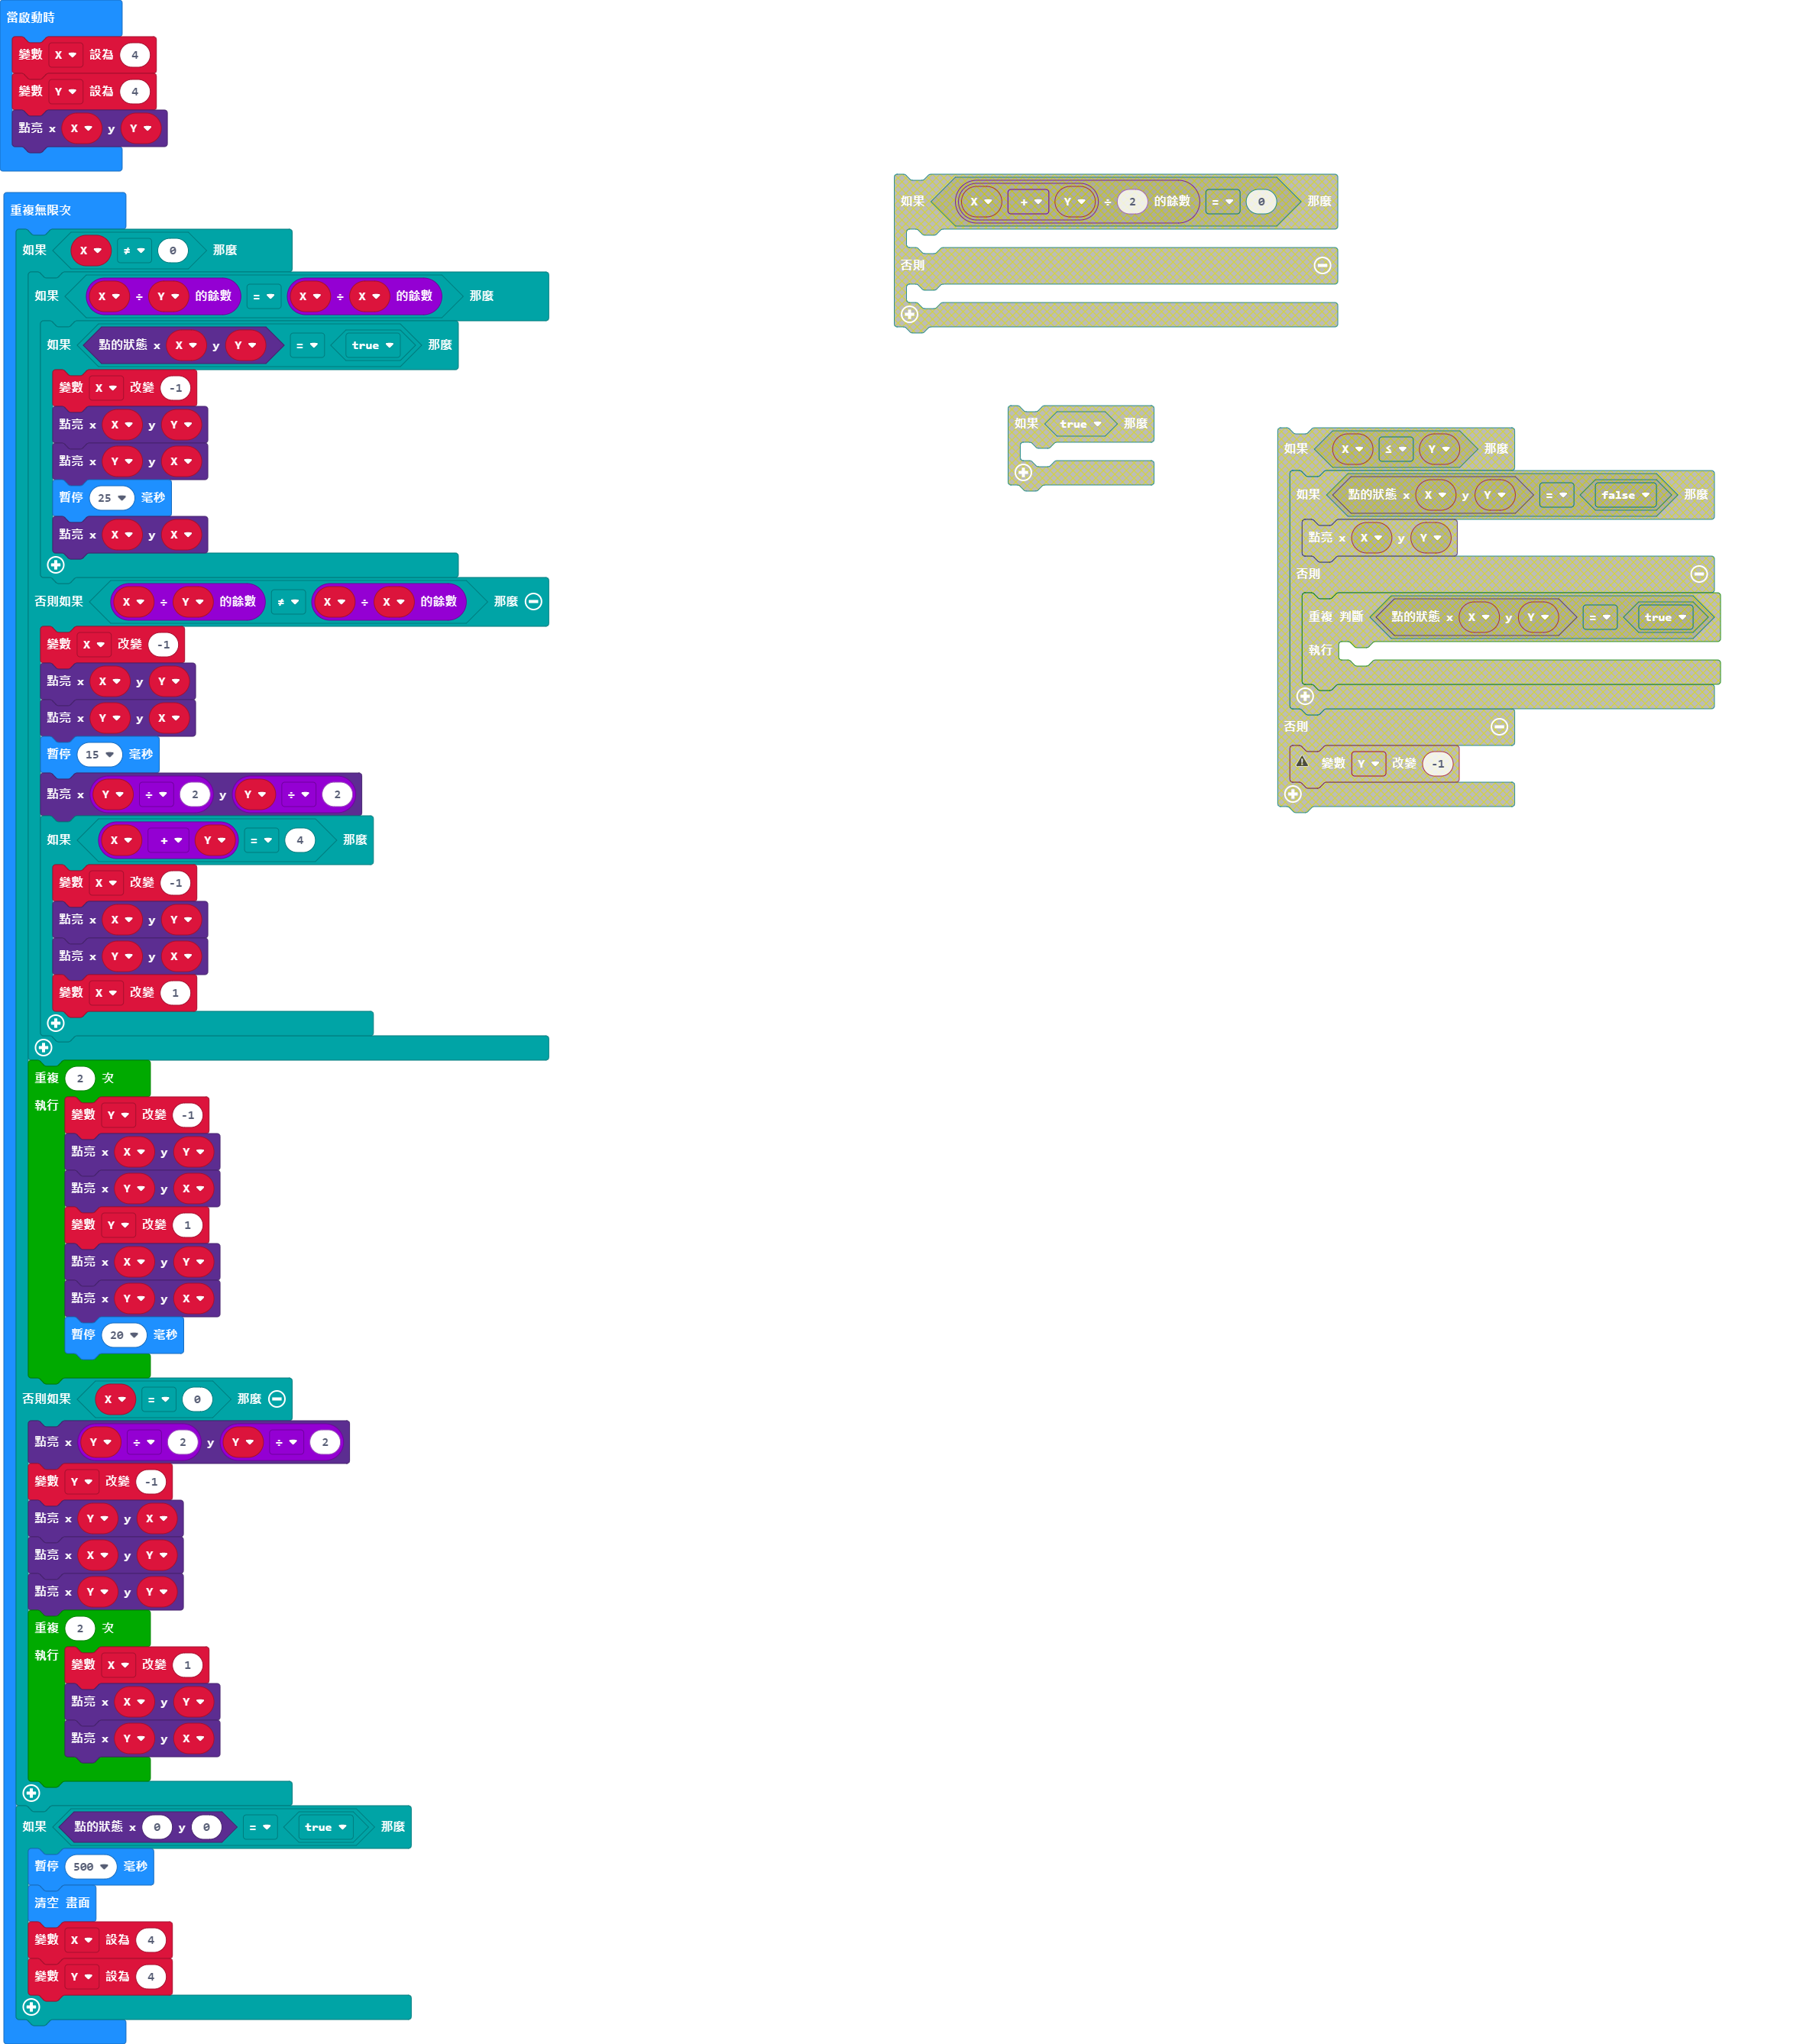 當啟動時
變數 X 設為 4
變數 Y 設為 4
點亮 x X y Y
重複無限次
如果 X ≠ 0 那麼
如果 X ÷ Y 的餘數 = X ÷ X 的餘數 那麼
如果 點的狀態 x X y Y = true 那麼
變數 X 改變 -1
點亮 x X y Y
點亮 x Y y X
暫停 25 毫秒
點亮 x X y X
否則如果 X ÷ Y 的餘數 ≠ X ÷ X 的餘數 那麼
變數 X 改變 -1
點亮 x X y Y
點亮 x Y y X
暫停 15 毫秒
點亮 x Y ÷ 2 y Y ÷ 2
如果 X + Y = 4 那麼
變數 X 改變 -1
點亮 x X y Y
點亮 x Y y X
變數 X 改變 1
重複 2 次
執行
變數 Y 改變 -1
點亮 x X y Y
點亮 x Y y X
變數 Y 改變 1
點亮 x X y Y
點亮 x Y y X
暫停 20 毫秒
否則如果 X = 0 那麼
點亮 x Y ÷ 2 y Y ÷ 2
變數 Y 改變 -1
點亮 x Y y X
點亮 x X y Y
點亮 x Y y Y
重複 2 次
執行
變數 X 改變 1
點亮 x X y Y
點亮 x Y y X
如果 點的狀態 x 0 y 0 = true 那麼
暫停 500 毫秒
清空 畫面
變數 X 設為 4
變數 Y 設為 4
如果 X + Y ÷ 2 的餘數 = 0 那麼
否則
如果 true 那麼
如果 X ≤ Y 那麼
如果 點的狀態 x X y Y = false 那麼
點亮 x X y Y
否則
重複 判斷 點的狀態 x X y Y = true
執行
否則
變數 Y 改變 -1